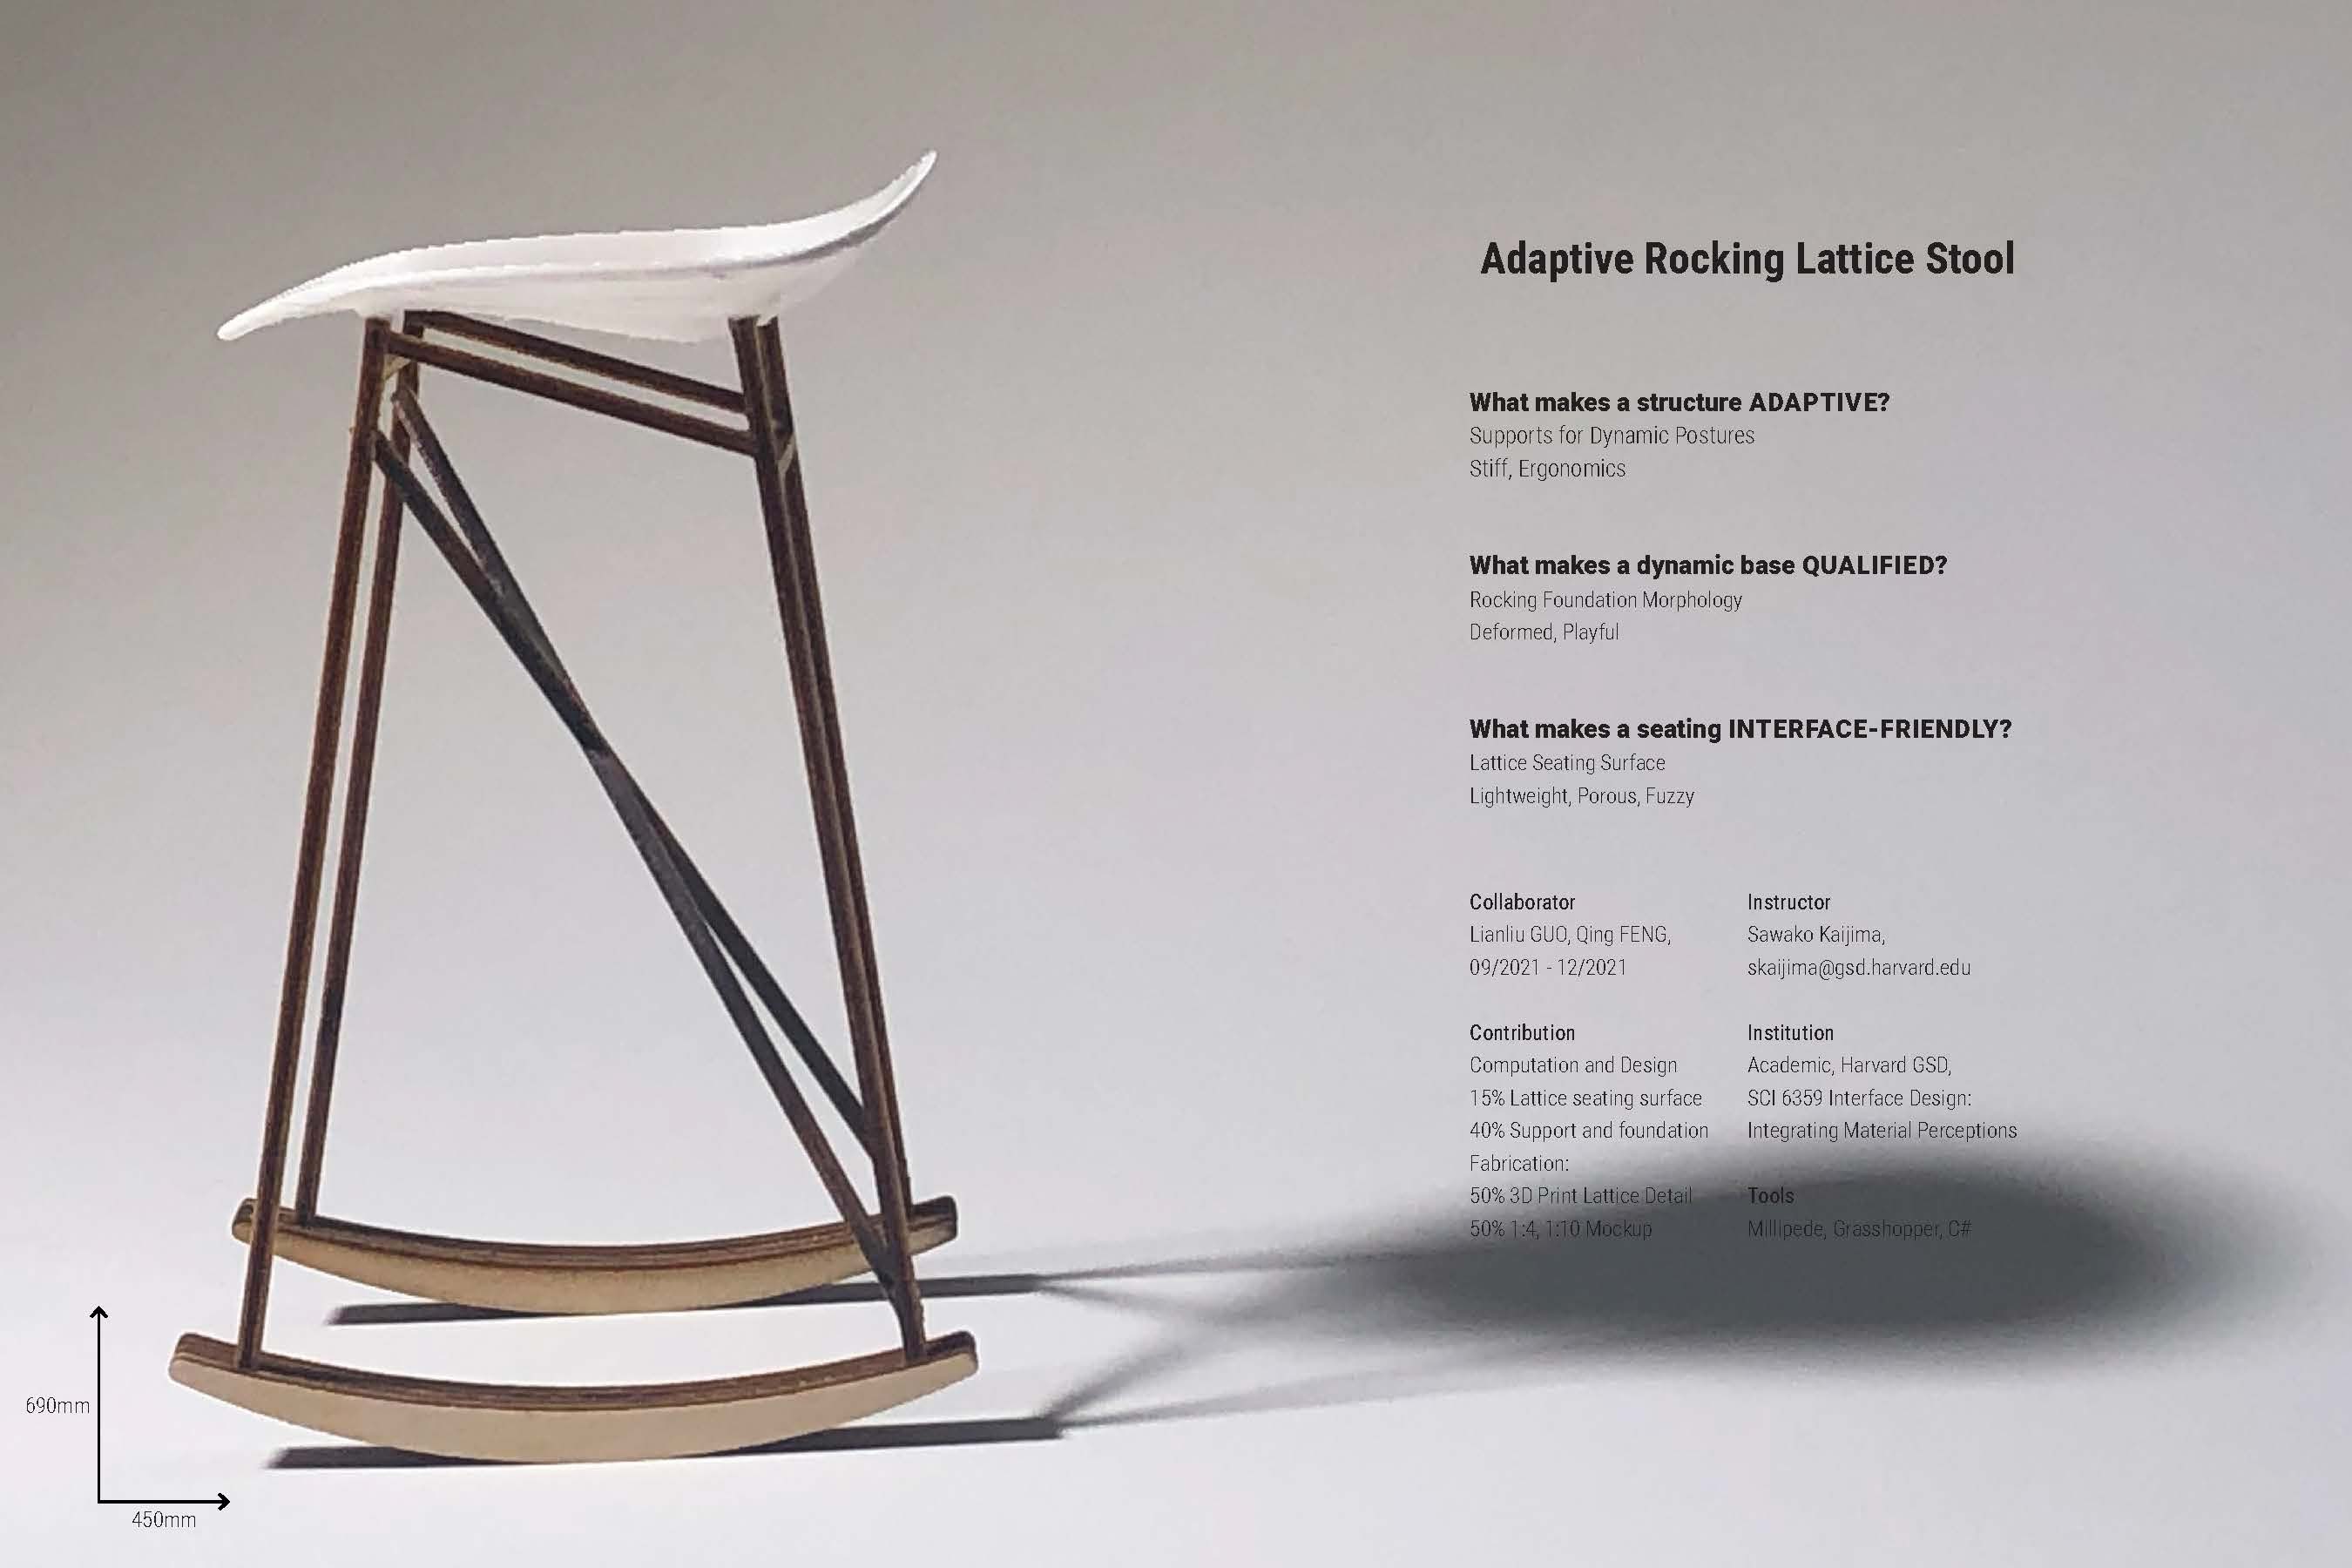 Adaptive Rocking Lattice Stool
What makes a structure ADAPTIVE?
Supports for Dynamic Postures
Stiff, Ergonomics
What makes a dynamic base QUALIFIED?
Rocking Foundation Morphology
Deformed, Playful
What makes a seating INTERFACE-FRIENDLY?
Lattice Seating Surface
Lightweight, Porous, Fuzzy
Collaborator
Lianliu GUO, Qing FENG,
09/2021 - 12/2021
Instructor
Sawako Kaijima,
skaijima@gsd.harvard.edu
Contribution
Computation and Design
15% Lattice seating surface
40% Support and foundation
Fabrication:
50% 3D Print Lattice Detail
50% 1:4, 1:10 Mockup
Institution
Academic, Harvard GSD,
SCI 6359 Interface Design:
Integrating Material Perceptions
Tools
Millipede, Grasshopper, C#
690mm
450mm